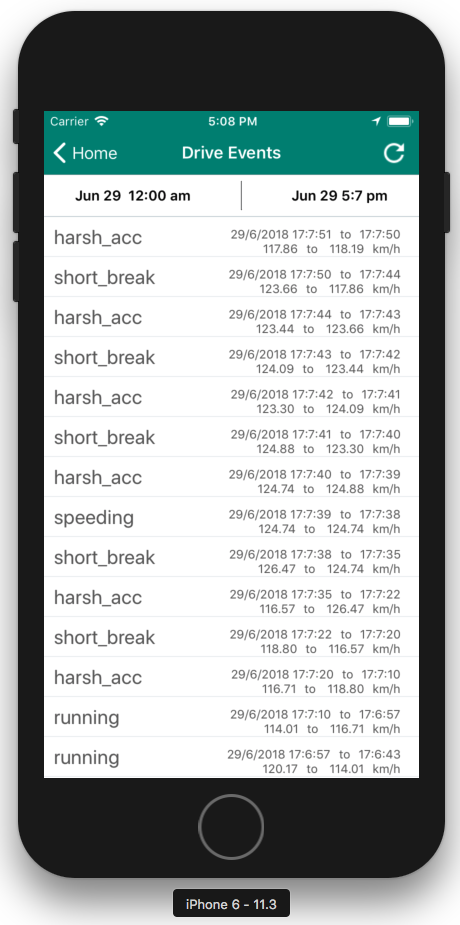 Carrier 5:08 PM
Home Drive Events
Jun 29 12:00 am Jun 29 5:7 pm
harsh_acc 29/6/2018 17:7:51 to 17:7:50
117.86 to 118.19 km/h
short_break 29/6/2018 17:7:50 to 17:7:44
123.66 to 117.86 km/h
harsh_acc 29/6/2018 17:7:44 to 17:7:43
123.44 to 123.66 km/h
short_break 29/6/2018 17:7:43 to 17:7:42
124.09 to 123.44 km/h
harsh_acc 29/6/2018 17:7:42 to 17:7:41
123.30 to 124.09 km/h
short_break 29/6/2018 17:7:41 to 17:7:40
124.88 to 123.30 km/h
harsh_acc 29/6/2018 17:7:40 to 17:7:39
124.74 to 124.88 km/h
speeding 29/6/2018 17:7:39 to 17:7:38
124.74 to 124.74 km/h
short_break 29/6/2018 17:7:38 to 17:7:35
126.47 to 124.74 km/h
harsh_acc 29/6/2018 17:7:35 to 17:7:22
116.57 to 126.47 km/h
short_break 29/6/2018 17:7:22 to 17:7:20
118.80 to 116.57 km/h
harsh_acc 29/6/2018 17:7:20 to 17:7:10
116.71 to 118.80 km/h
running 29/6/2018 17:7:10 to 17:6:57
114.01 to 116.71 km/h
running 29/6/2018 17:6:57 to 17:6:43
120.17 to 114.01 km/h
iPhone 6 - 11.3